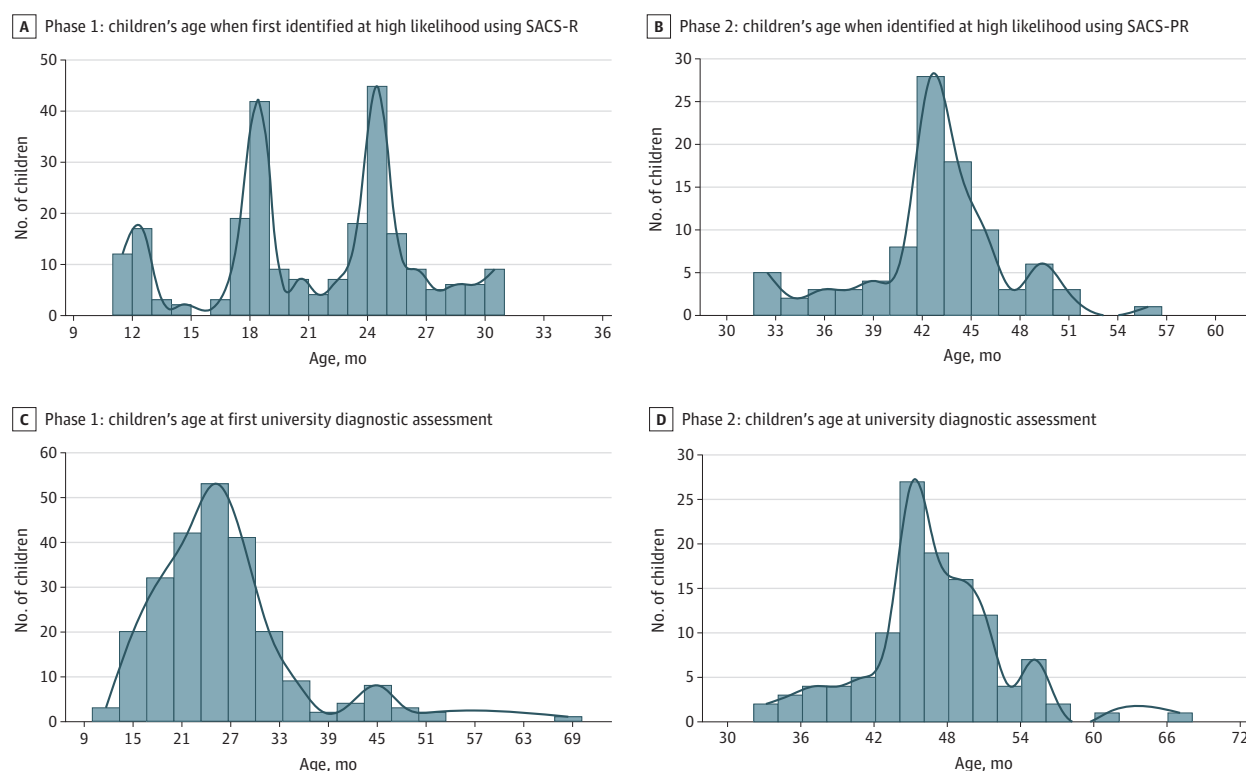 A Phase 1: children's age when first identified at high likelihood using SACS-R
50
40
30
20
10
0
No. of children
9 12 15 18 21 24 27 30 33 36
Age, mo
B Phase 2: children's age when identified at high likelihood using SACS-PR
30
25
20
15
10
5
0
No. of children
30 33 36 39 42 45 48 51 54 57 60
Age, mo
C Phase 1: children's age at first university diagnostic assessment
60
50
40
30
20
10
0
No. of children
9 15 21 27 33 39 45 51 57 63 69
Age, mo
D Phase 2: children's age at university diagnostic assessment
30
25
20
15
10
5
0
No. of children
30 36 42 48 54 60 66 72
Age, mo